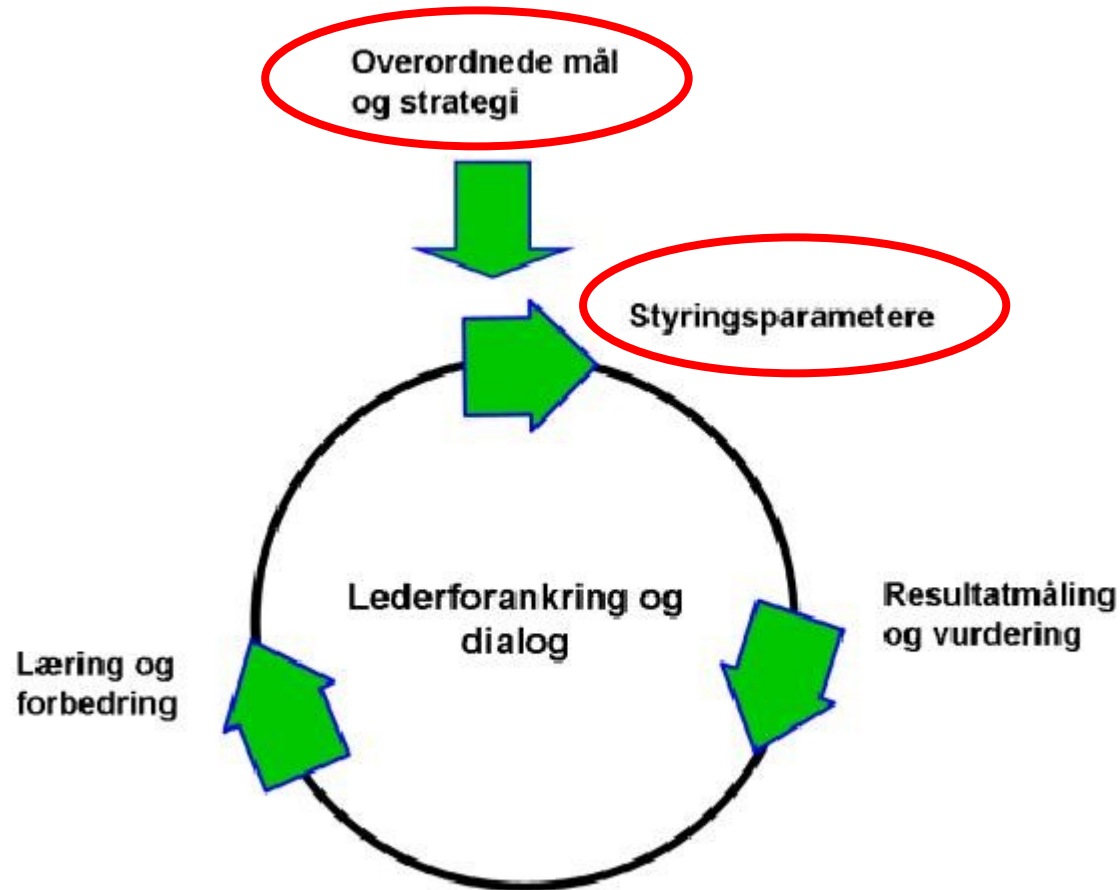 Overordnede mål
og strategi
Styringsparametere
Lederforankring og
dialog
Resultatmåling
og vurdering
Læring og
forbedring